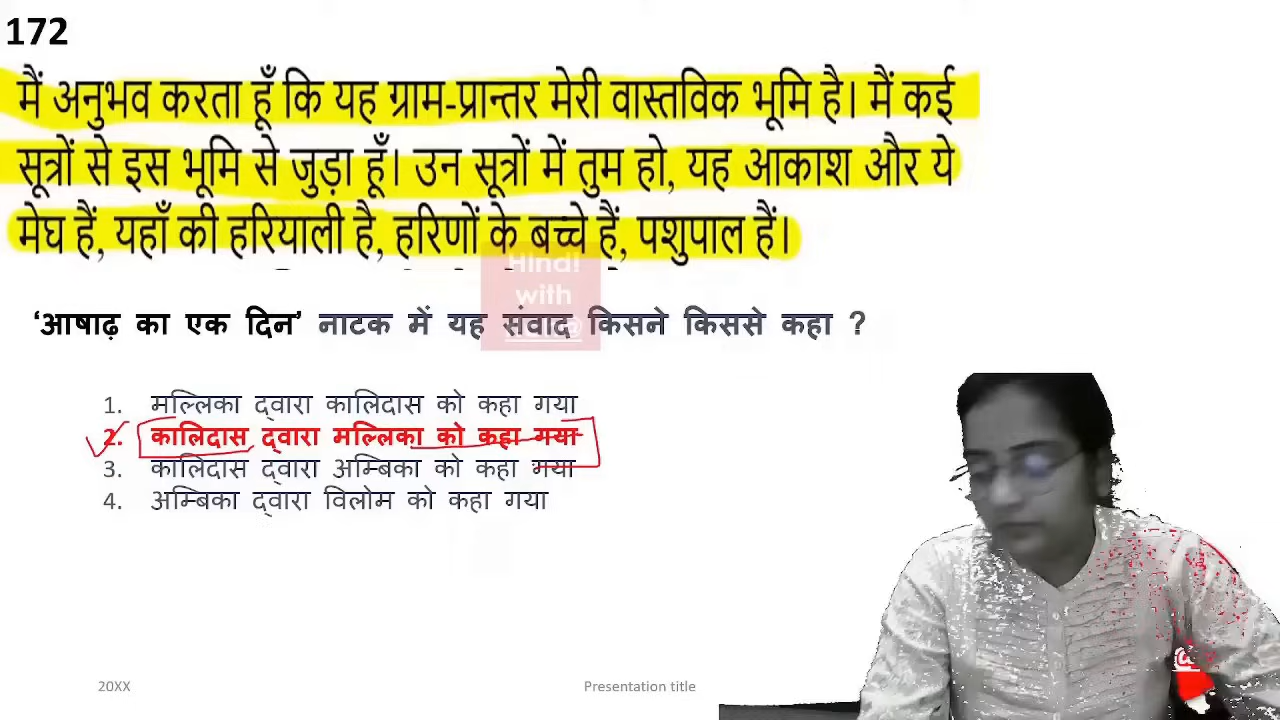 172
मैं अनुभव करता हूँ कि यह ग्राम-प्रान्तर मेरी वास्तविक भूमि है। मैं कई
सूत्रों से इस भूमि से जुड़ा हूँ। उन सूत्रों में तुम हो, यह आकाश और ये
मेघ हैं, यहाँ की हरियाली है, हरिणों के बच्चे हैं, पशुपाल हैं।
Hindi
with
‘आषाढ़ का एक दिन’ नाटक में यह संवाद किसने किससे कहा ?
1. मल्लिका द्वारा कालिदास को कहा गया
2. कालिदास द्वारा मल्लिका को कहा गया
3. कालिदास द्वारा अम्बिका को कहा गया
4. अम्बिका द्वारा विलोम को कहा गया
20XX
Presentation title